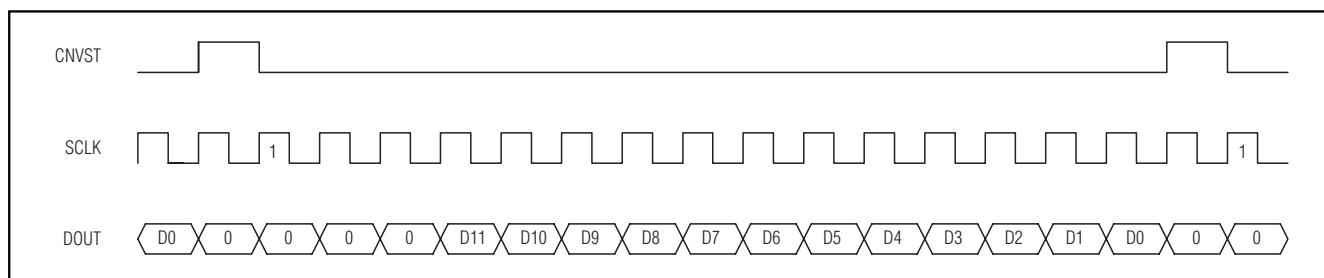 CNVST
SCLK 1 1
DOUT D0 0 0 0 0 D11 D10 D9 D8 D7 D6 D5 D4 D3 D2 D1 D0 0 0